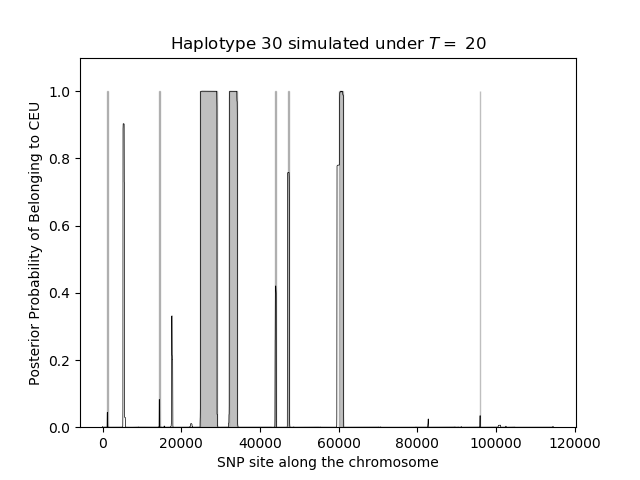 Haplotype 30 simulated under T = 20
Posterior Probability of Belonging to CEU
1.0
0.8
0.6
0.4
0.2
0.0
0 20000 40000 60000 80000 100000 120000
SNP site along the chromosome